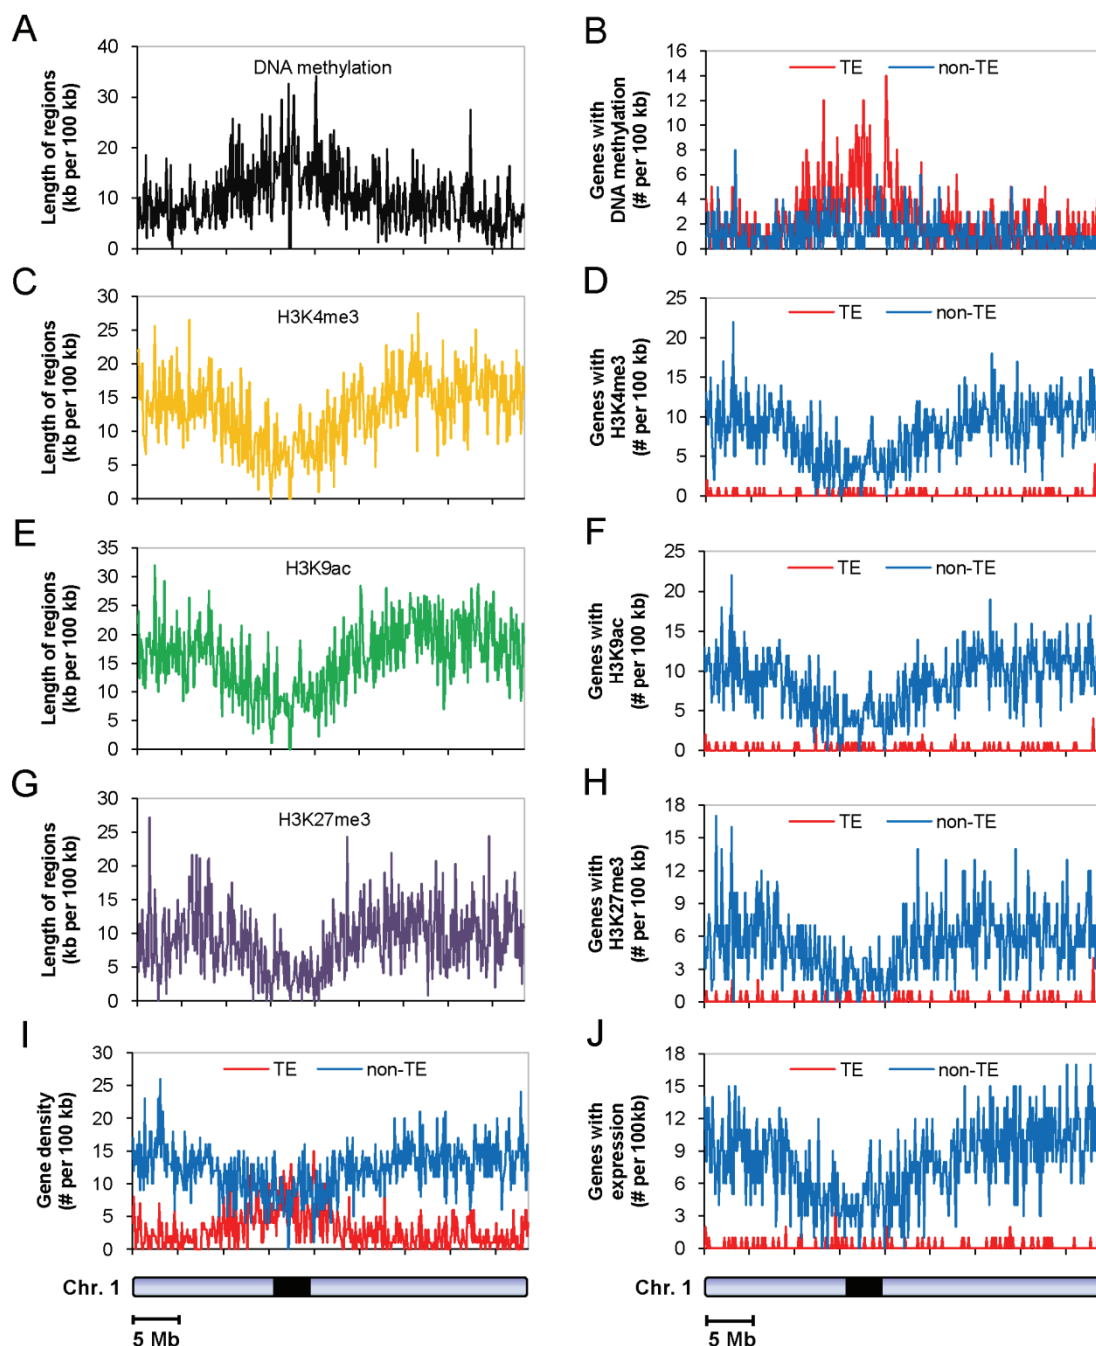 A
DNA methylation
Length of regions
(kb per 100 kb)
40
30
20
10
0
B
TE non-TE
Genes with
DNA methylation
(# per 100 kb)
16
14
12
10
8
6
4
2
0
C
H3K4me3
Length of regions
(kb per 100 kb)
30
25
20
15
10
5
0
D
TE non-TE
Genes with
H3K4me3
(# per 100 kb)
25
20
15
10
5
0
E
H3K9ac
Length of regions
(kb per 100 kb)
35
30
25
20
15
10
5
0
F
TE non-TE
Genes with
H3K9ac
(# per 100 kb)
25
20
15
10
5
0
G
H3K27me3
Length of regions
(kb per 100 kb)
30
25
20
15
10
5
0
H
TE non-TE
Genes with
H3K27me3
(# per 100 kb)
18
15
12
9
6
3
0
I
TE non-TE
Gene density
(# per 100 kb)
30
25
20
15
10
5
0
J
TE non-TE
Genes with
expression
(# per 100kb)
18
15
12
9
6
3
0
Chr. 1
5 Mb
5 Mb